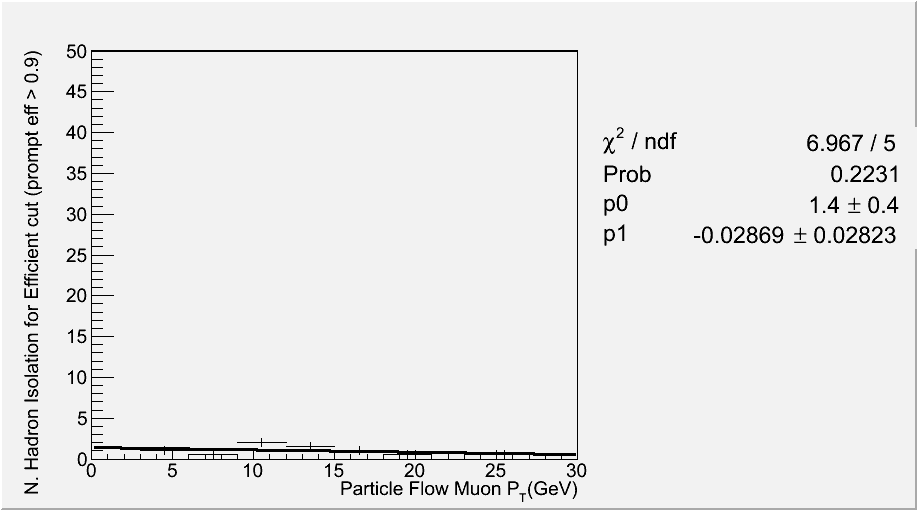 N. Hadron Isolation for Efficient cut (prompt eff > 0.9)
50
45
40
35
30
25
20
15
10
5
0
0 5 10 15 20 25 30
Particle Flow Muon P_T(GeV)
χ² / ndf 6.967 / 5
Prob 0.2231
p0 1.4 ± 0.4
p1 -0.02869 ± 0.02823